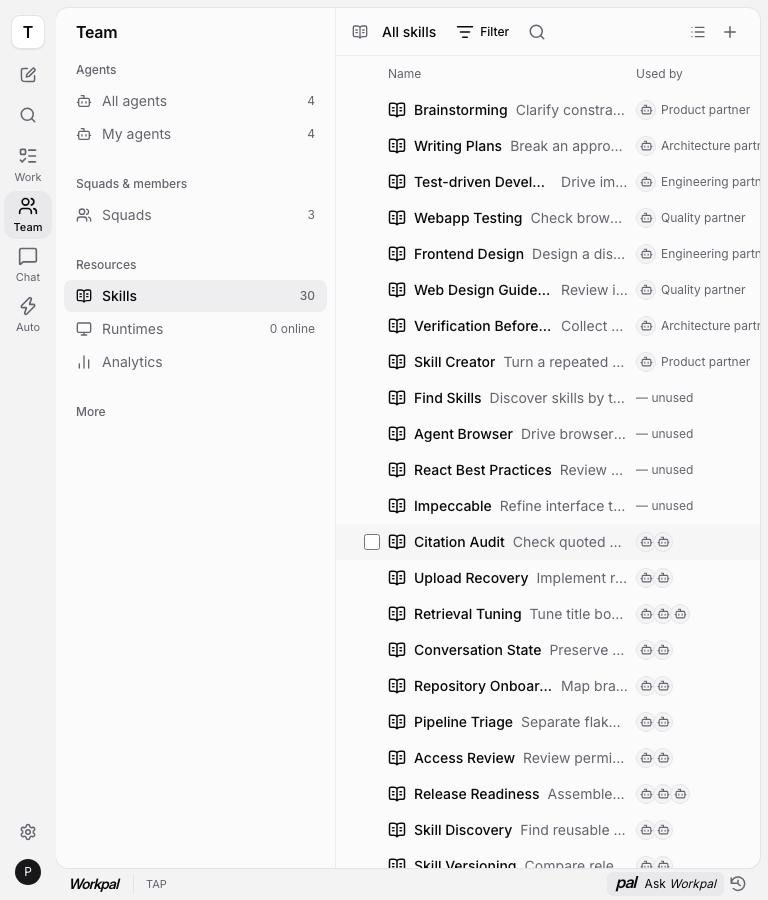 T
Work
Team
Chat
Auto
P
Team
Agents
All agents 4
My agents 4
Squads & members
Squads 3
Resources
Skills 30
Runtimes 0 online
Analytics
More
All skills Filter
Name Used by
Brainstorming Clarify constra... Product partner
Writing Plans Break an appro... Architecture partn
Test-driven Devel... Drive im... Engineering partn
Webapp Testing Check brow... Quality partner
Frontend Design Design a dis... Engineering partn
Web Design Guide... Review i... Quality partner
Verification Before... Collect ... Architecture partn
Skill Creator Turn a repeated ... Product partner
Find Skills Discover skills by t... — unused
Agent Browser Drive browser... — unused
React Best Practices Review ... — unused
Impeccable Refine interface t... — unused
Citation Audit Check quoted ...
Upload Recovery Implement r...
Retrieval Tuning Tune title bo...
Conversation State Preserve ...
Repository Onboar... Map bra...
Pipeline Triage Separate flak...
Access Review Review permi...
Release Readiness Assemble...
Skill Discovery Find reusable ...
Skill Versioning Compare rele...
Workpal TAP
pal Ask Workpal